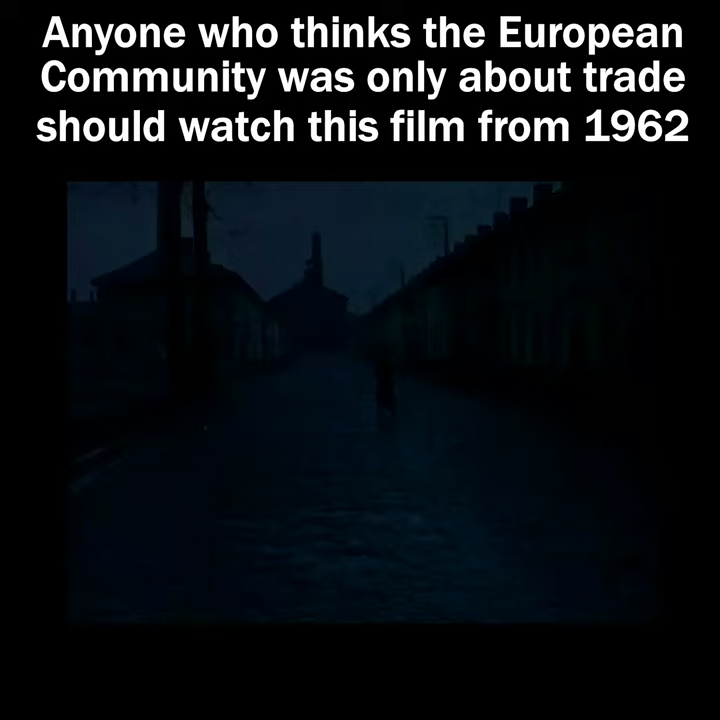 Anyone who thinks the European
Community was only about trade
should watch this film from 1962